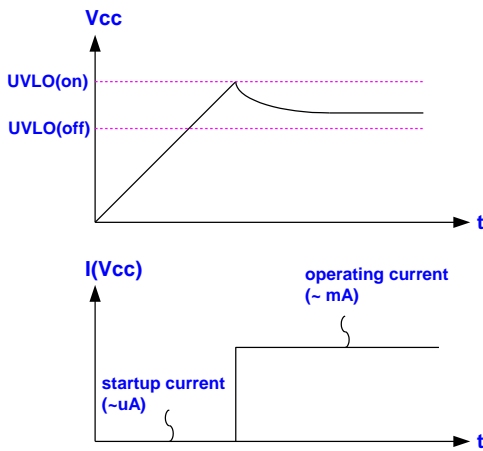 Vcc
UVLO(on)
UVLO(off)
t
I(Vcc)
operating current
(~ mA)
startup current
(~uA)
t